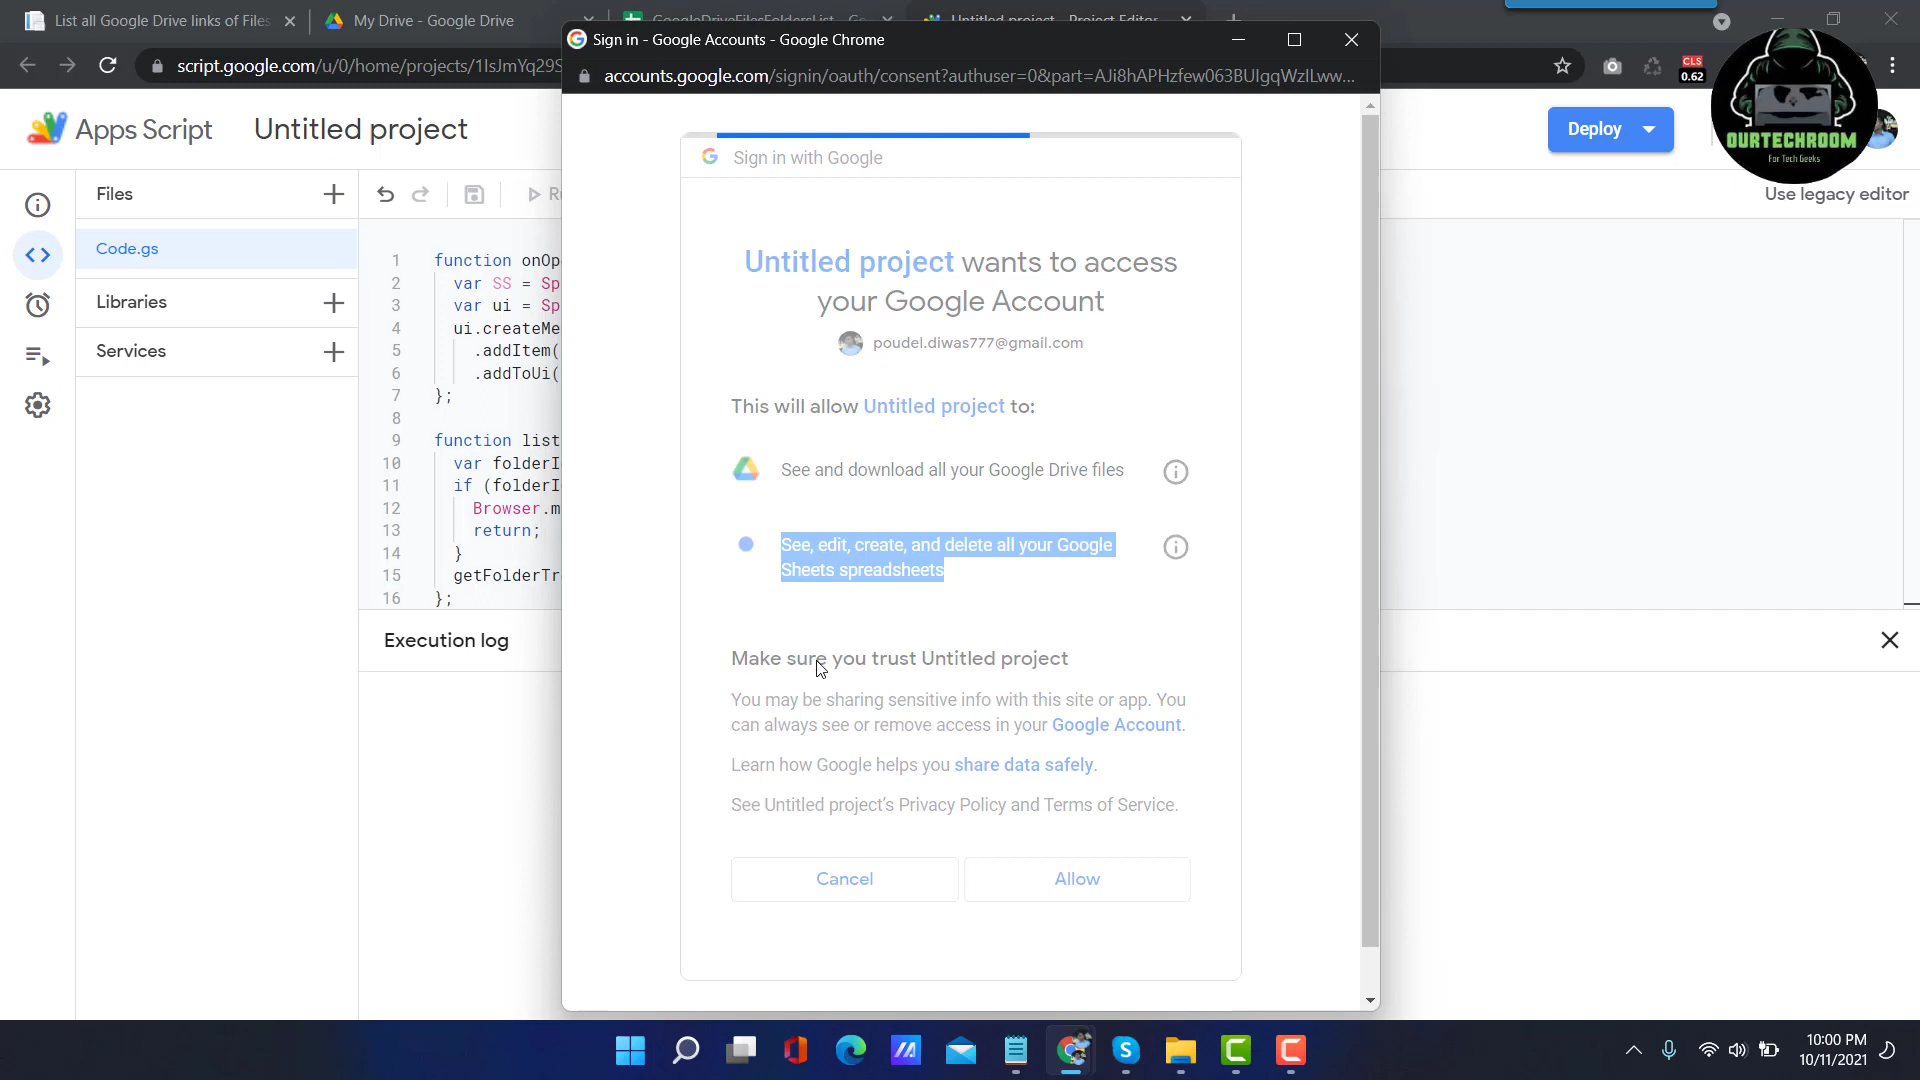 List all Google Drive links of Files
My Drive - Google Drive
GoogleDriveFilesFoldersList - Go
Untitled project - Project Editor
Sign in - Google Accounts - Google Chrome
script.google.com/u/0/home/projects/1IsJmYq29S
accounts.google.com/signin/oauth/consent?authuser=0&part=AJi8hAPHzfew063BUIgqWzILww...
CLS
0.62
Apps Script
Untitled project
Deploy
OURTECHROOM
For Tech Geeks
Use legacy editor
Files
Code.gs
Libraries
Services
1 function onOp
2 var SS = Sp
3 var ui = Sp
4 ui.createMe
5 .addItem(
6 .addToUi(
7 };
8
9 function list
10 var folderI
11 if (folderI
12 Browser.m
13 return;
14 }
15 getFolderTr
16 };
Execution log
Sign in with Google
Untitled project wants to access
your Google Account
poudel.diwas777@gmail.com
This will allow Untitled project to:
See and download all your Google Drive files
See, edit, create, and delete all your Google
Sheets spreadsheets
Make sure you trust Untitled project
You may be sharing sensitive info with this site or app. You
can always see or remove access in your Google Account.
Learn how Google helps you share data safely.
See Untitled project's Privacy Policy and Terms of Service.
Cancel
Allow
10:00 PM
10/11/2021